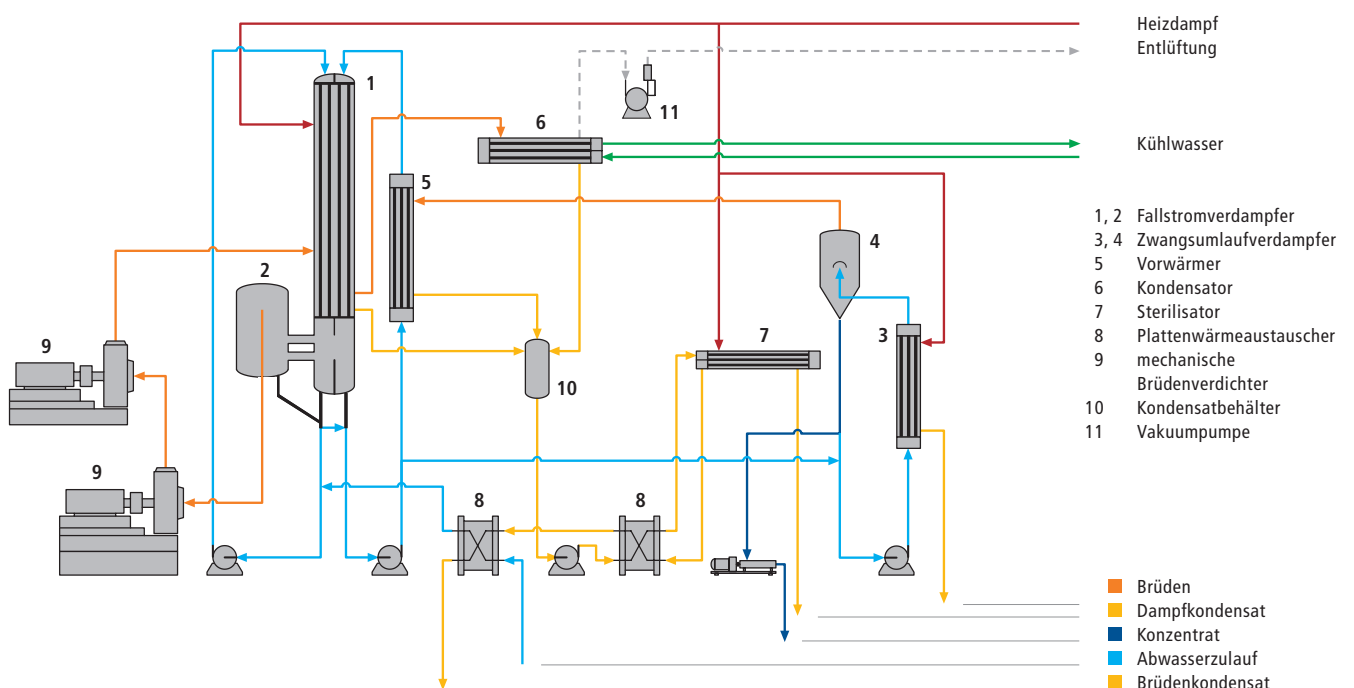 Heizdampf
Entlüftung
Kühlwasser
1
6
11
5
2
4
9
7
3
10
9
8
8
1, 2 Fallstromverdampfer
3, 4 Zwangsumlaufverdampfer
5 Vorwärmer
6 Kondensator
7 Sterilisator
8 Plattenwärmeaustauscher
9 mechanische
Brüdenverdichter
10 Kondensatbehälter
11 Vakuumpumpe
Brüden
Dampfkondensat
Konzentrat
Abwasserzulauf
Brüdenkondensat